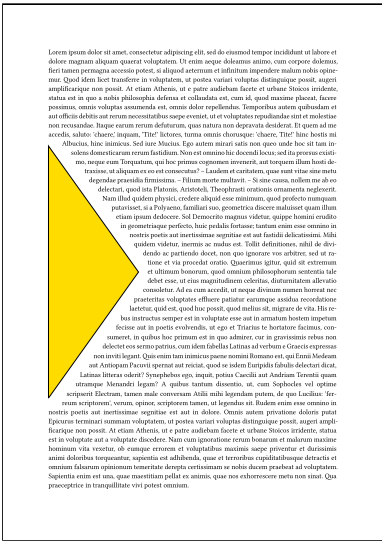 Lorem ipsum dolor sit amet, consectetur adipiscing elit, sed do eiusmod tempor incididunt ut labore et
dolore magnam aliquam quaerat voluptatem. Ut enim aeque doleamus animo, cum corpore dolemus,
fieri tamen permagna accessio potest, si aliquod aeternum et infinitum impendere malum nobis opine-
mur. Quod idem licet transferre in voluptatem, ut postea variari voluptas distinguique possit, augeri
amplificarique non possit. At etiam Athenis, ut e patre audiebam facete et urbane Stoicos irridente,
statua est in quo a nobis philosophia defensa et collaudata est, cum id, quod maxime placeat, facere
possimus, omnis voluptas assumenda est, omnis dolor repellendus. Temporibus autem quibusdam et
aut officiis debitis aut rerum necessitatibus saepe eveniet, ut et voluptates repudiandae sint et molestiae
non recusandae. Itaque earum rerum defuturum, quas natura non depravata desiderat. Et quem ad me
accedis, saluto: 'chaere,' inquam, 'Tite!' lictores, turma omnis chorusque: 'chaere, Tite!' hinc hostis mi
Albucius, hinc inimicus. Sed iure Mucius. Ego autem mirari satis non queo unde hoc sit tam in-
solens domesticarum rerum fastidium. Non est omnino hic docendi locus; sed ita prorsus existi-
mo, neque eum Torquatum, qui hoc primus cognomen invenerit, aut torquem illum hosti de-
traxisse, ut aliquam ex eo est consecutus? – Laudem et caritatem, quae sunt vitae sine metu
degendae praesidia firmissima. – Filium morte multavit. – Si sine causa, nollem me ab eo
delectari, quod ista Platonis, Aristoteli, Theophrasti orationis ornamenta neglexerit.
Nam illud quidem physici, credere aliquid esse minimum, quod profecto numquam
putavisset, si a Polyaeno, familiari suo, geometrica discere maluisset quam illum
etiam ipsum dedocere. Sol Democrito magnus videtur, quippe homini erudito
in geometriaque perfecto, huic pedalis fortasse; tantum enim esse omnino in
nostris poetis aut inertissimae segnitiae est aut fastidii delicatissimi. Mihi
quidem videtur, inermis ac nudus est. Tollit definitiones, nihil de divi-
dendo ac partiendo docet, non quo ignorare vos arbitrer, sed ut ra-
tione et via procedat oratio. Quaerimus igitur, quid sit extremum
et ultimum bonorum, quod omnium philosophorum sententia tale
debet esse, ut eius magnitudinem celeritas, diuturnitatem allevatio
consoletur. Ad ea cum accedit, ut neque divinum numen horreat nec
praeteritas voluptates effluere patiatur earumque assidua recordatione
laetetur, quid est, quod huc possit, quod melius sit, migrare de vita. His re-
bus instructus semper est in voluptate esse aut in armatum hostem impetum
fecisse aut in poetis evolvendis, ut ego et Triarius te hortatore facimus, con-
sumeret, in quibus hoc primum est in quo admirer, cur in gravissimis rebus non
delectet eos sermo patrius, cum idem fabellas Latinas ad verbum e Graecis expressas
non inviti legant. Quis enim tam inimicus paene nomini Romano est, qui Ennii Medeam
aut Antiopam Pacuvii spernat aut reiciat, quod se isdem Euripidis fabulis delectari dicat,
Latinas litteras oderit? Synephebos ego, inquit, potius Caecilii aut Andriam Terentii quam
utramque Menandri legam? A quibus tantum dissentio, ut, cum Sophocles vel optime
scripserit Electram, tamen male conversam Atilii mihi legendam putem, de quo Lucilius: 'fer-
reum scriptorem', verum, opinor, scriptorem tamen, ut legendus sit. Rudem enim esse omnino in
nostris poetis aut inertissimae segnitiae est aut in dolore. Omnis autem privatione doloris putat
Epicurus terminari summam voluptatem, ut postea variari voluptas distinguique possit, augeri ampli-
ficarique non possit. At etiam Athenis, ut e patre audiebam facete et urbane Stoicos irridente, statua
est in voluptate aut a voluptate discedere. Nam cum ignoratione rerum bonarum et malarum maxime
hominum vita vexetur, ob eumque errorem et voluptatibus maximis saepe priventur et durissimis
animi doloribus torqueantur, sapientia est adhibenda, quae et terroribus cupiditatibusque detractis et
omnium falsarum opinionum temeritate derepta certissimam se nobis ducem praebeat ad voluptatem.
Sapientia enim est una, quae maestitiam pellat ex animis, quae nos exhorrescere metu non sinat. Qua
praeceptrice in tranquillitate vivi potest omnium.